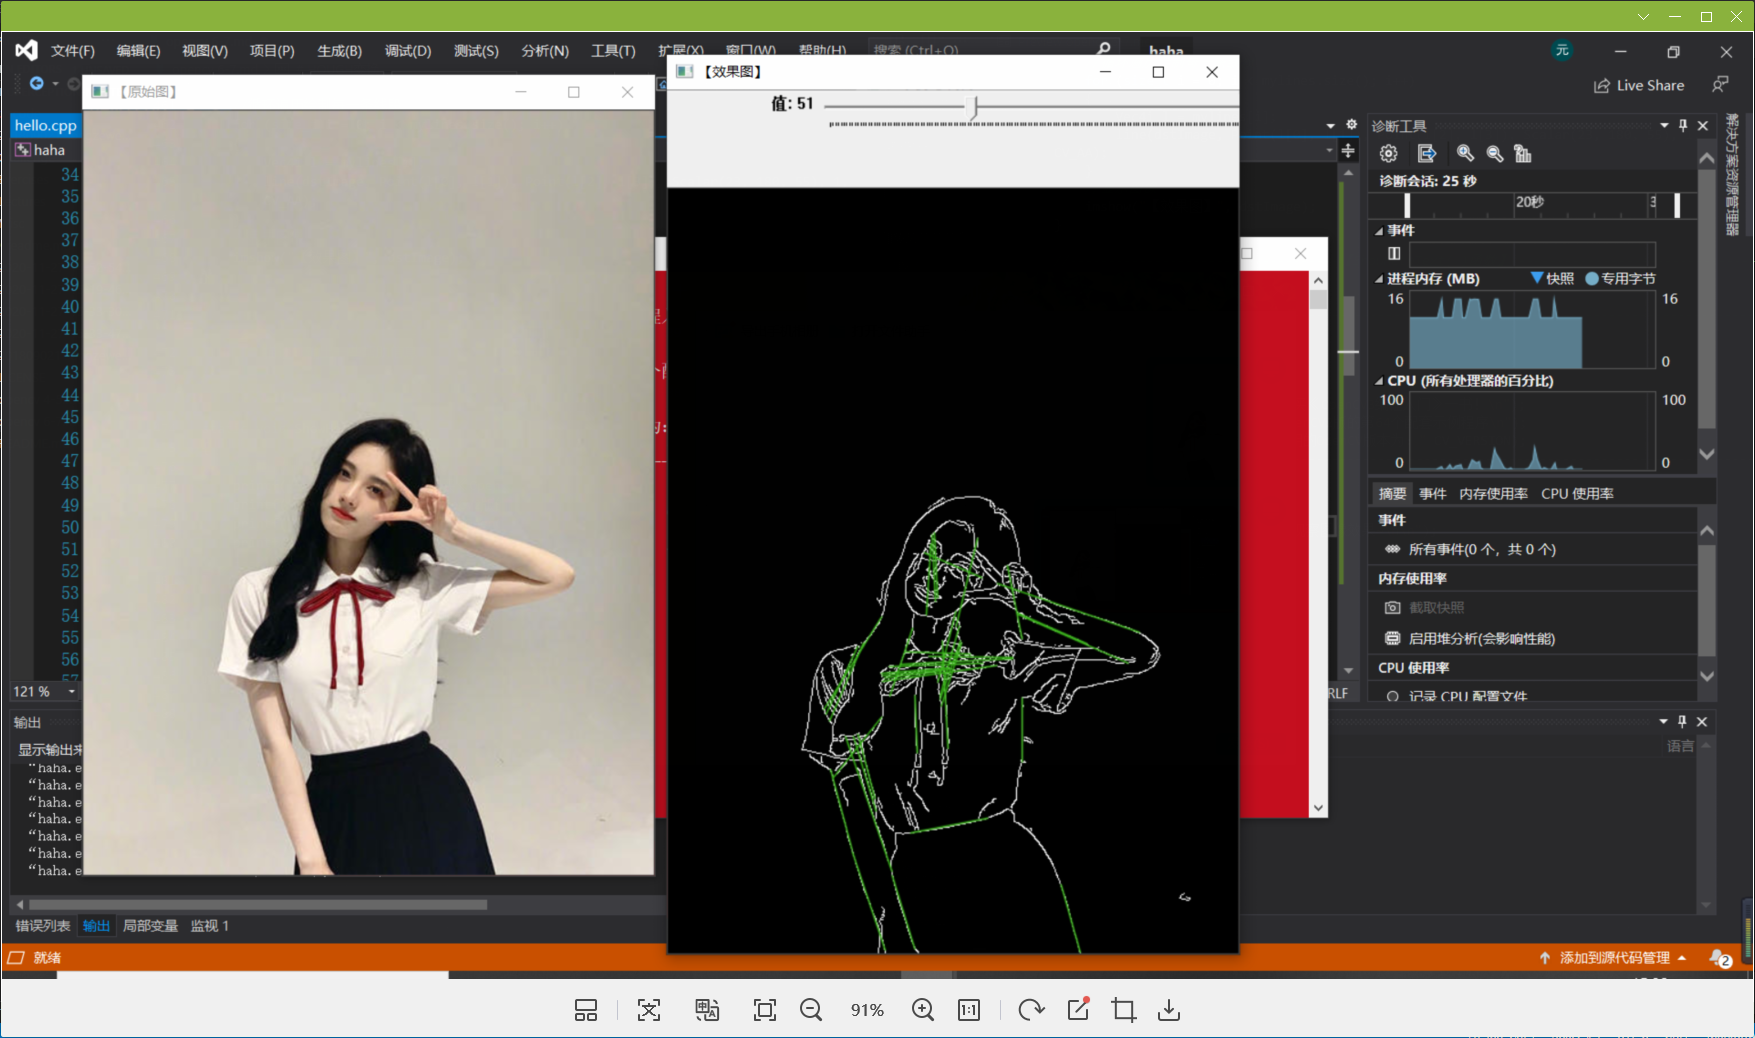 文件(F) 编辑(E) 视图(V) 项目(P) 生成(B) 调试(D) 测试(S) 分析(N) 工具(T) 扩展(X) 窗口(W) 帮助(H) 搜索 (Ctrl+Q) haha 元
Live Share
【原始图】
【效果图】
值: 51
hello.cpp
haha
34
35
36
37
38
39
40
41
42
43
44
45
46
47
48
49
50
51
52
53
54
55
56
57
121 %
RLF
输出
显示输出来
“haha.e
“haha.e
“haha.e
“haha.e
“haha.e
“haha.e
“haha.e
错误列表 输出 局部变量 监视 1
就绪
诊断工具
诊断会话: 25 秒
20秒 3
事件
进程内存 (MB) 快照 专用字节
16 16
0 0
CPU (所有处理器的百分比)
100 100
0 0
摘要 事件 内存使用率 CPU 使用率
事件
所有事件(0 个，共 0 个)
内存使用率
截取快照
启用堆分析(会影响性能)
CPU 使用率
记录 CPU 配置文件
解决方案资源管理器
语言
添加到源代码管理 2
91%
1:1